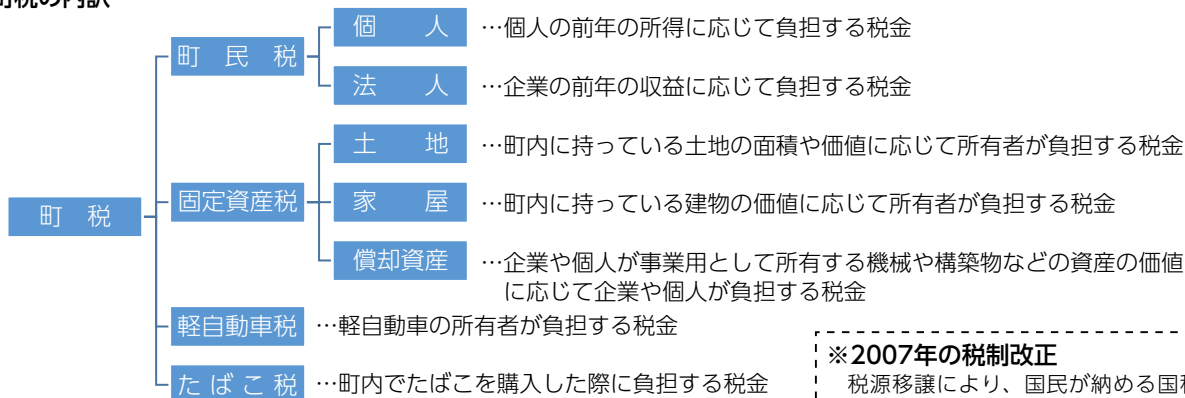 個人 …個人の前年の所得に応じて負担する税金
町民税
法人 …企業の前年の収益に応じて負担する税金
土地 …町内に持っている土地の面積や価値に応じて所有者が負担する税金
町税
固定資産税
家屋 …町内に持っている建物の価値に応じて所有者が負担する税金
償却資産 …企業や個人が事業用として所有する機械や構築物などの資産の価値
に応じて企業や個人が負担する税金
軽自動車税 …軽自動車の所有者が負担する税金
たばこ税 …町内でたばこを購入した際に負担する税金
※2007年の税制改正
税源移譲により、国民が納める国税